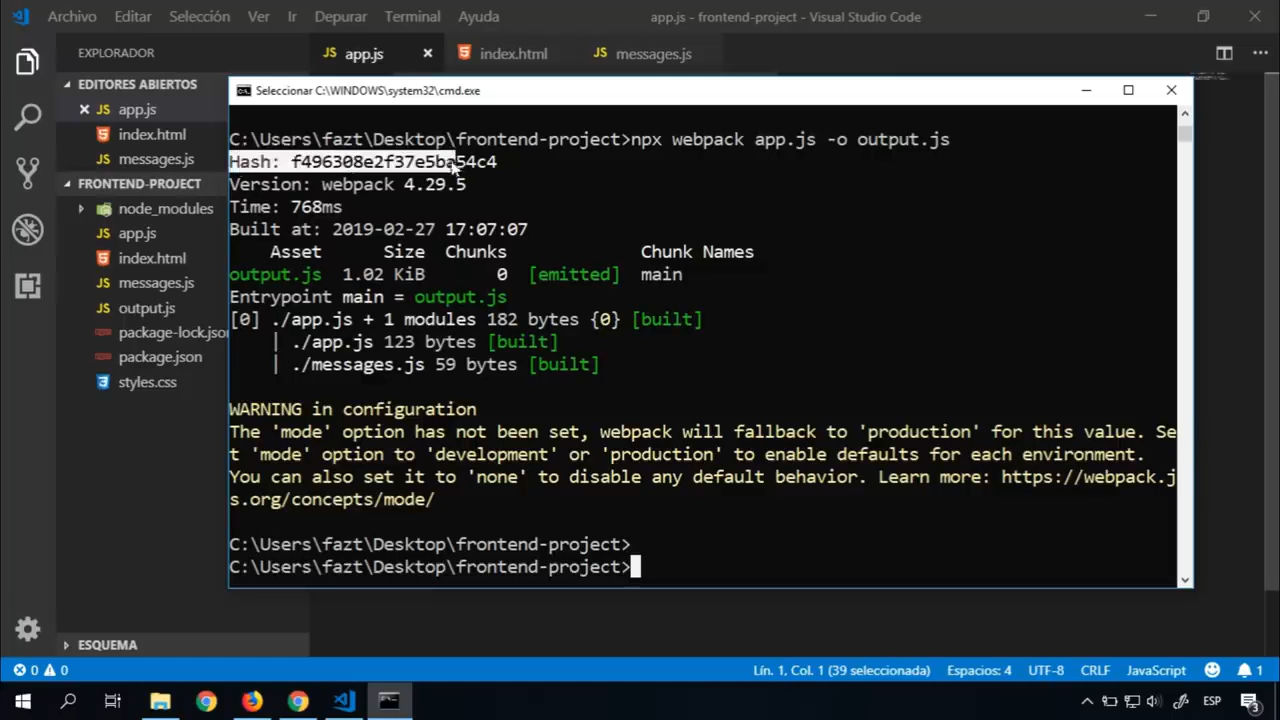 Archivo Editar Selección Ver Ir Depurar Terminal Ayuda app.js - frontend-project - Visual Studio Code
EXPLORADOR
JS app.js × index.html JS messages.js
EDITORES ABIERTOS
× JS app.js
index.html
JS messages.js
FRONTEND-PROJECT
node_modules
JS app.js
index.html
JS messages.js
JS output.js
package-lock.jso
package.json
styles.css
ESQUEMA
Seleccionar C:\WINDOWS\system32\cmd.exe
C:\Users\fazt\Desktop\frontend-project>npx webpack app.js -o output.js
Hash: f496308e2f37e5ba54c4
Version: webpack 4.29.5
Time: 768ms
Built at: 2019-02-27 17:07:07
Asset Size Chunks Chunk Names
output.js 1.02 KiB 0 [emitted] main
Entrypoint main = output.js
[0] ./app.js + 1 modules 182 bytes {0} [built]
| ./app.js 123 bytes [built]
| ./messages.js 59 bytes [built]
WARNING in configuration
The 'mode' option has not been set, webpack will fallback to 'production' for this value. Se
t 'mode' option to 'development' or 'production' to enable defaults for each environment.
You can also set it to 'none' to disable any default behavior. Learn more: https://webpack.j
s.org/concepts/mode/
C:\Users\fazt\Desktop\frontend-project>
C:\Users\fazt\Desktop\frontend-project>
0 0 Lín. 1, Col. 1 (39 seleccionada) Espacios: 4 UTF-8 CRLF JavaScript 1
ESP 3